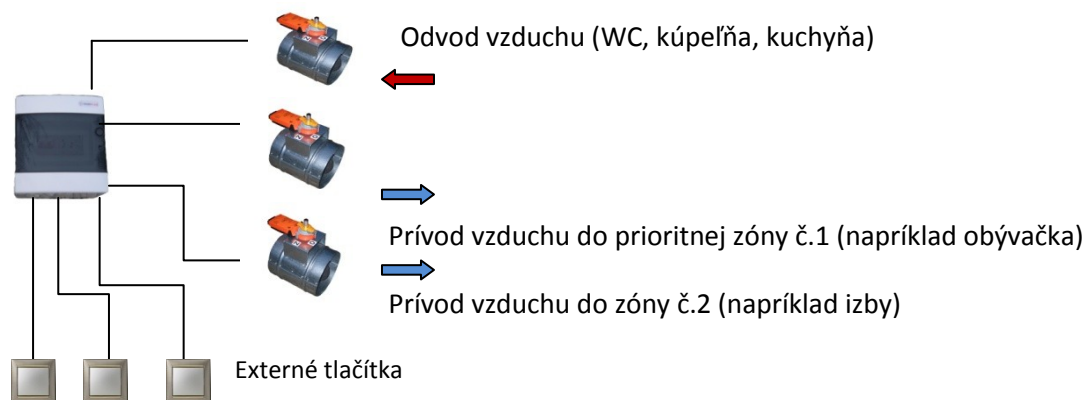 Odvod vzduchu (WC, kúpeľňa, kuchyňa)
Prívod vzduchu do prioritnej zóny č.1 (napríklad obývačka)
Prívod vzduchu do zóny č.2 (napríklad izby)
Externé tlačítka